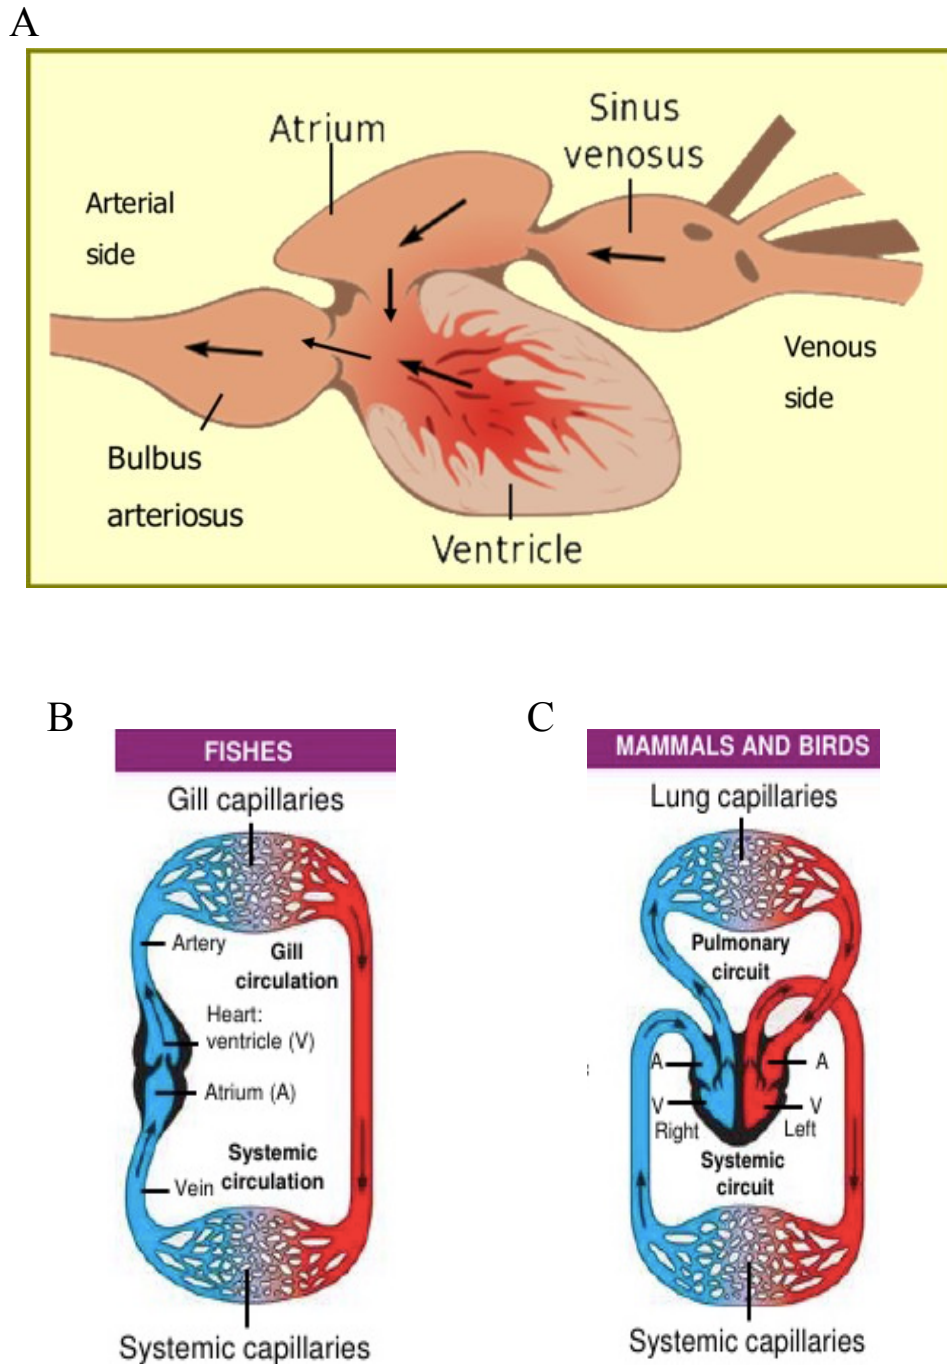 A
Atrium
Sinus
venosus
Arterial
side
Venous
side
Bulbus
arteriosus
Ventricle
B
FISHES
Gill capillaries
Artery
Gill
circulation
Heart:
ventricle (V)
Atrium (A)
Systemic
circulation
Vein
Systemic capillaries
C
MAMMALS AND BIRDS
Lung capillaries
Pulmonary
circuit
A
A
V
V
Right
Left
Systemic
circuit
Systemic capillaries